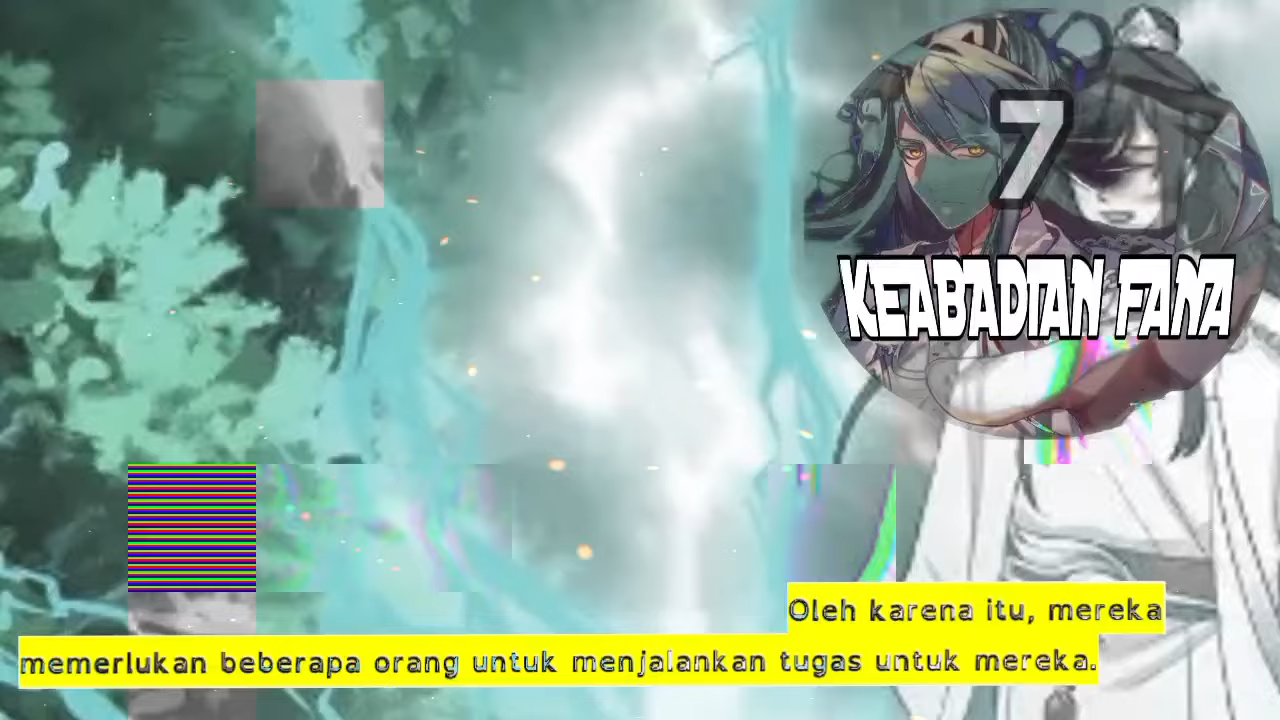 7
KEABADIAN FANA
Oleh karena itu, mereka
memerlukan beberapa orang untuk menjalankan tugas untuk mereka.